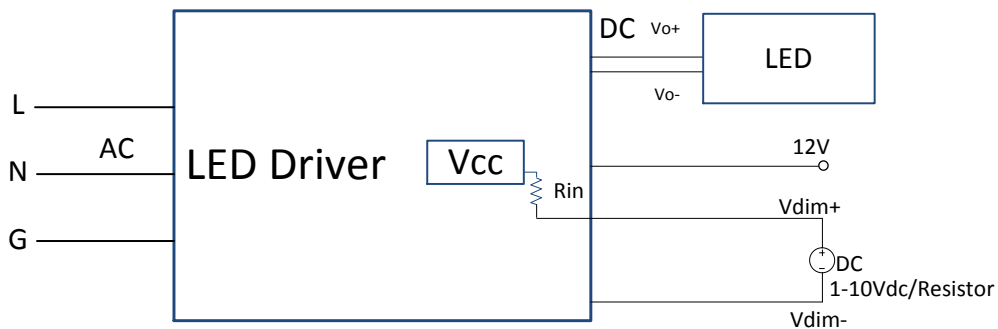 DC Vo+
LED
Vo-
L
AC
N
G
LED Driver
Vcc
Rin
12V
Vdim+
+
−
DC
1-10Vdc/Resistor
Vdim-